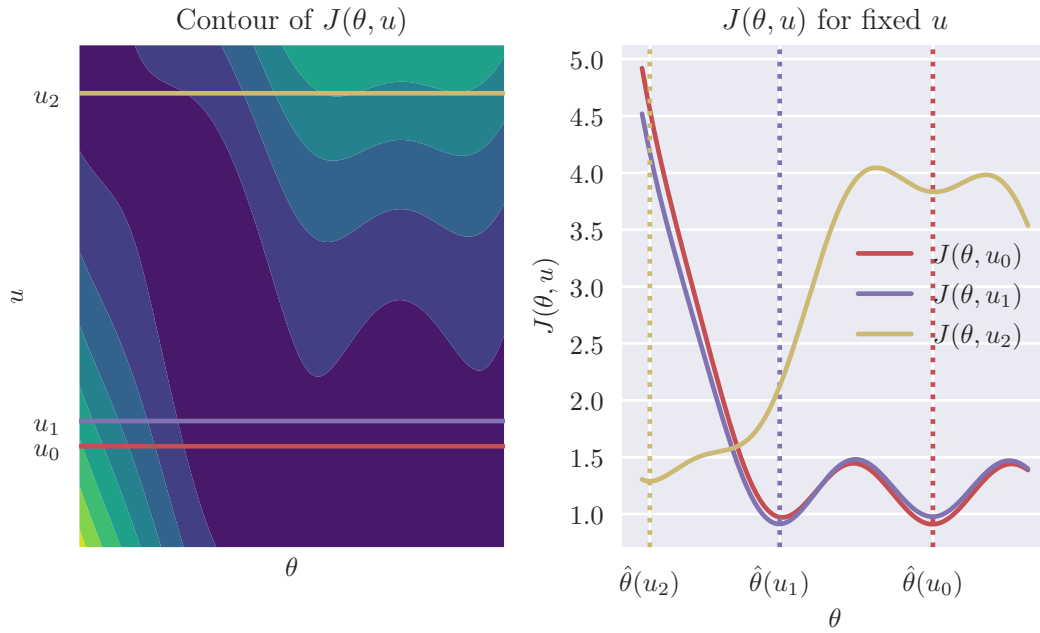 Contour of J(θ, u)
u₂
u₁
u₀
u
θ
J(θ, u) for fixed u
5.0
4.5
4.0
3.5
3.0
2.5
2.0
1.5
1.0
J(θ, u)
J(θ, u₀)
J(θ, u₁)
J(θ, u₂)
θ̂(u₂)
θ̂(u₁)
θ̂(u₀)
θ